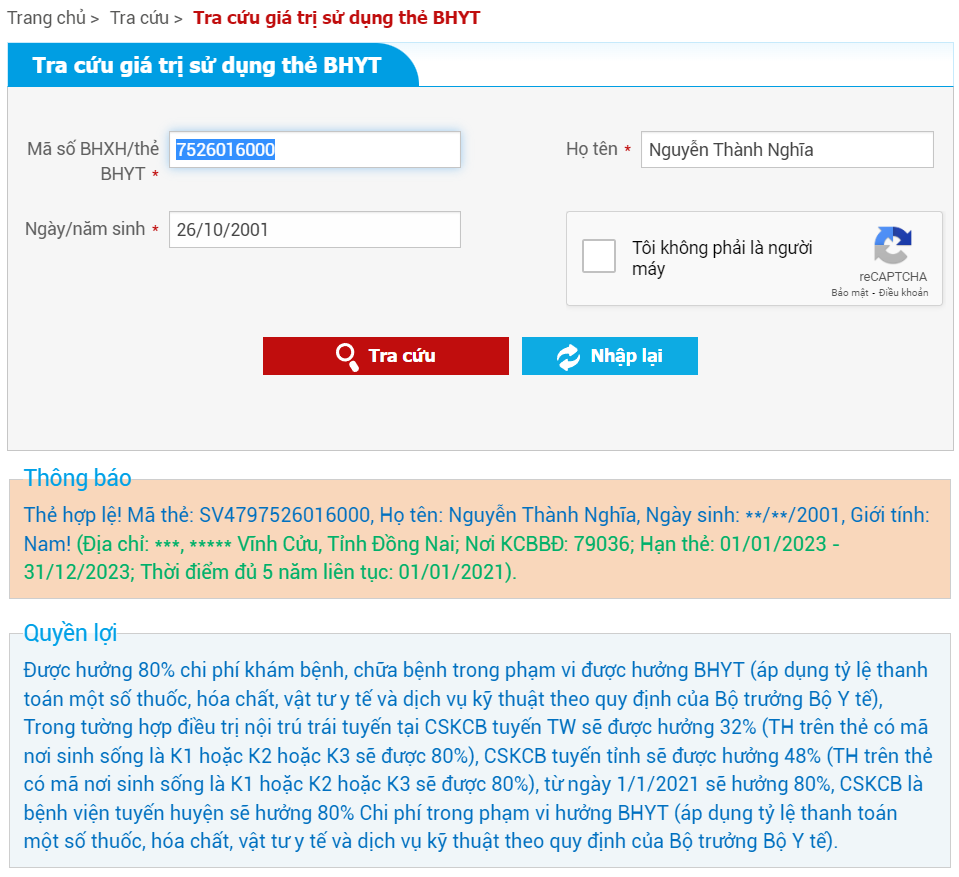 Trang chủ > Tra cứu > Tra cứu giá trị sử dụng thẻ BHYT
Tra cứu giá trị sử dụng thẻ BHYT
Mã số BHXH/thẻ BHYT * 7526016000
Họ tên * Nguyễn Thành Nghĩa
Ngày/năm sinh * 26/10/2001
Tôi không phải là người máy
reCAPTCHA
Bảo mật - Điều khoản
Tra cứu
Nhập lại
Thông báo
Thẻ hợp lệ! Mã thẻ: SV4797526016000, Họ tên: Nguyễn Thành Nghĩa, Ngày sinh: **/**/2001, Giới tính:
Nam! (Địa chỉ: ***, ***** Vĩnh Cửu, Tỉnh Đồng Nai; Nơi KCBBĐ: 79036; Hạn thẻ: 01/01/2023 -
31/12/2023; Thời điểm đủ 5 năm liên tục: 01/01/2021).
Quyền lợi
Được hưởng 80% chi phí khám bệnh, chữa bệnh trong phạm vi được hưởng BHYT (áp dụng tỷ lệ thanh
toán một số thuốc, hóa chất, vật tư y tế và dịch vụ kỹ thuật theo quy định của Bộ trưởng Bộ Y tế),
Trong tường hợp điều trị nội trú trái tuyến tại CSKCB tuyến TW sẽ được hưởng 32% (TH trên thẻ có mã
nơi sinh sống là K1 hoặc K2 hoặc K3 sẽ được 80%), CSKCB tuyến tỉnh sẽ được hưởng 48% (TH trên thẻ
có mã nơi sinh sống là K1 hoặc K2 hoặc K3 sẽ được 80%), từ ngày 1/1/2021 sẽ hưởng 80%, CSKCB là
bệnh viện tuyến huyện sẽ hưởng 80% Chi phí trong phạm vi hưởng BHYT (áp dụng tỷ lệ thanh toán
một số thuốc, hóa chất, vật tư y tế và dịch vụ kỹ thuật theo quy định của Bộ trưởng Bộ Y tế).